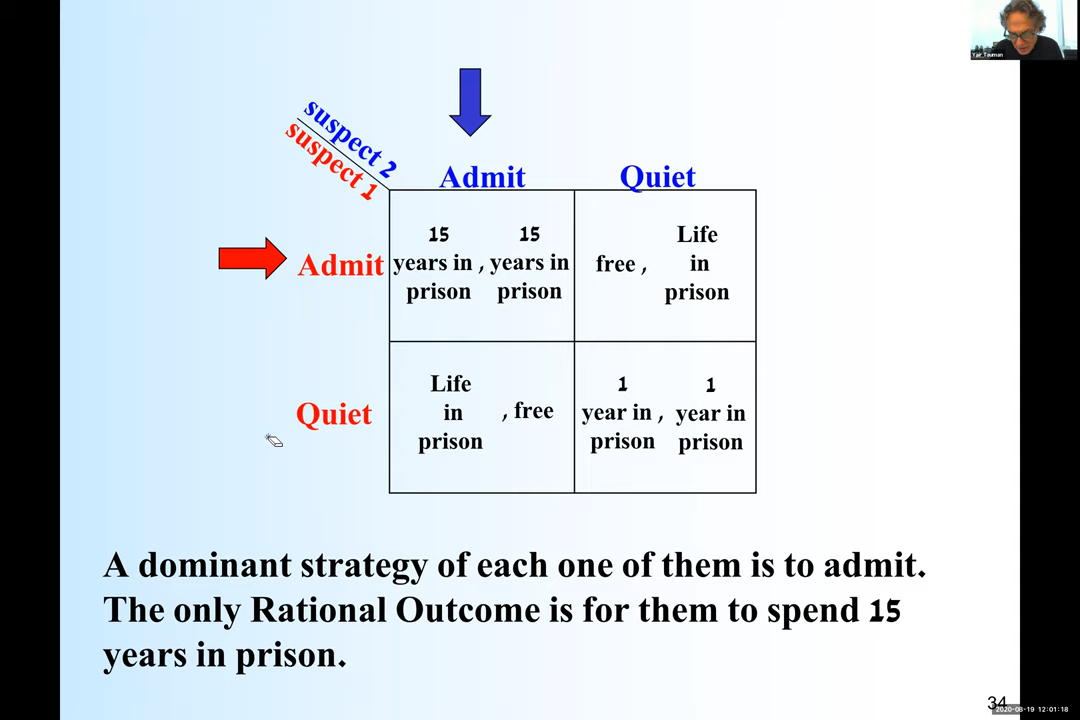 Yair Tauman
suspect 2
suspect 1
Admit Quiet
Admit
15 15
years in , years in
prison prison
free , Life
in
prison
Quiet
Life
in
prison
, free
1 1
year in , year in
prison prison
A dominant strategy of each one of them is to admit.
The only Rational Outcome is for them to spend 15
years in prison.
34
2020-08-19 12:01:18